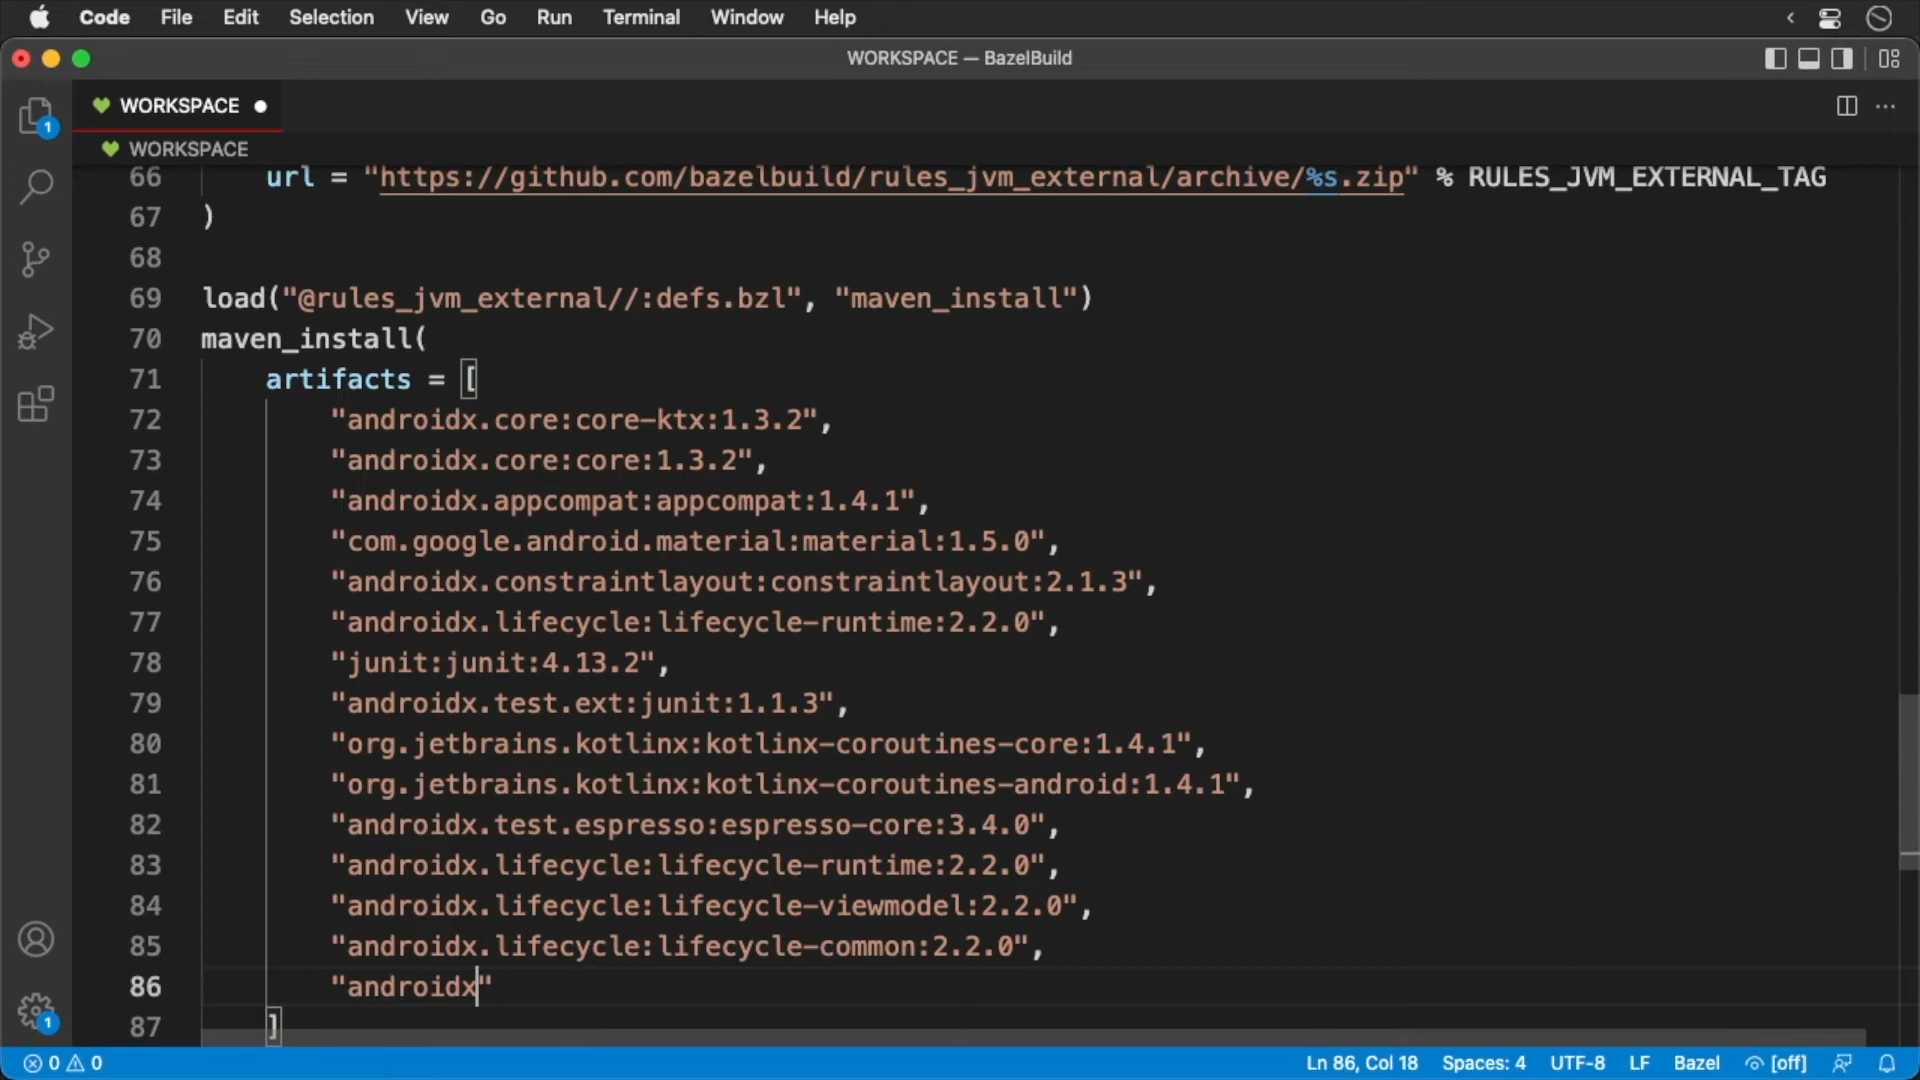 Code File Edit Selection View Go Run Terminal Window Help
WORKSPACE — BazelBuild
WORKSPACE
1
WORKSPACE
66 url = "https://github.com/bazelbuild/rules_jvm_external/archive/%s.zip" % RULES_JVM_EXTERNAL_TAG
67 )
68
69 load("@rules_jvm_external//:defs.bzl", "maven_install")
70 maven_install(
71 artifacts = [
72 "androidx.core:core-ktx:1.3.2",
73 "androidx.core:core:1.3.2",
74 "androidx.appcompat:appcompat:1.4.1",
75 "com.google.android.material:material:1.5.0",
76 "androidx.constraintlayout:constraintlayout:2.1.3",
77 "androidx.lifecycle:lifecycle-runtime:2.2.0",
78 "junit:junit:4.13.2",
79 "androidx.test.ext:junit:1.1.3",
80 "org.jetbrains.kotlinx:kotlinx-coroutines-core:1.4.1",
81 "org.jetbrains.kotlinx:kotlinx-coroutines-android:1.4.1",
82 "androidx.test.espresso:espresso-core:3.4.0",
83 "androidx.lifecycle:lifecycle-runtime:2.2.0",
84 "androidx.lifecycle:lifecycle-viewmodel:2.2.0",
85 "androidx.lifecycle:lifecycle-common:2.2.0",
86 "androidx"
87 ]
1
0 0 Ln 86, Col 18 Spaces: 4 UTF-8 LF Bazel [off]